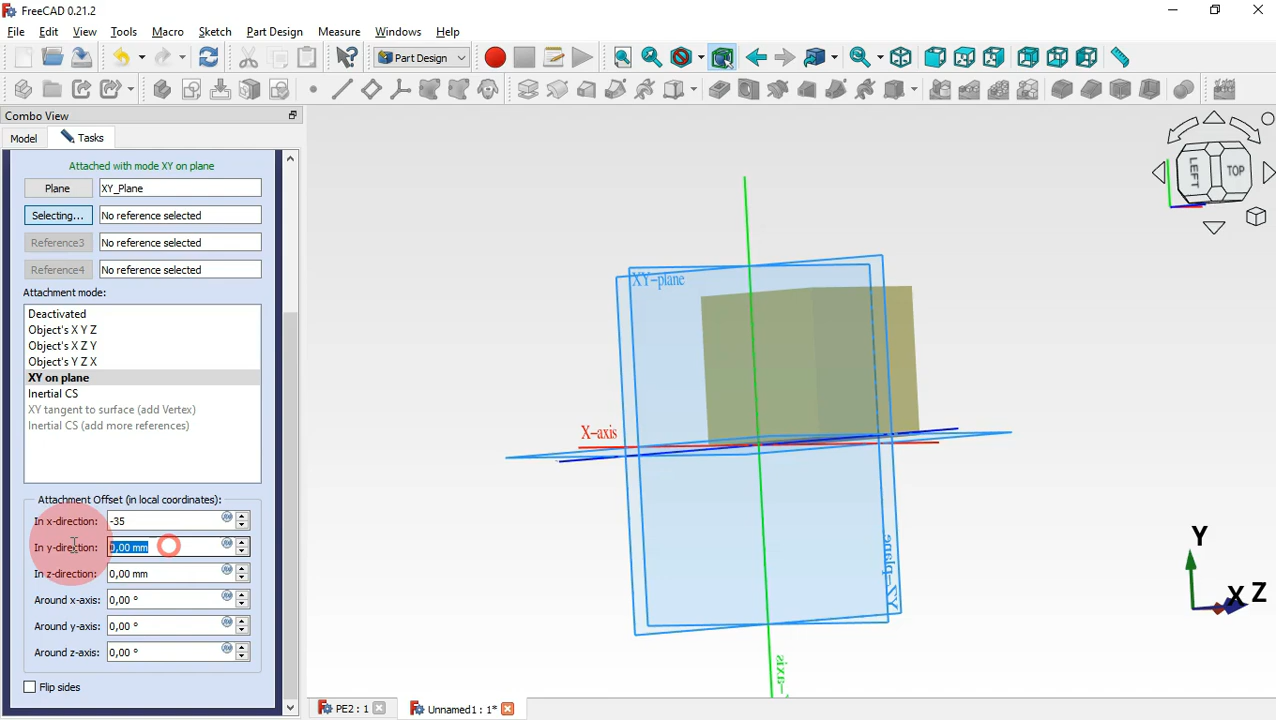 FreeCAD 0.21.2
File Edit View Tools Macro Sketch Part Design Measure Windows Help
Part Design
Combo View
Model Tasks
Attached with mode XY on plane
Plane XY_Plane
Selecting... No reference selected
Reference3 No reference selected
Reference4 No reference selected
Attachment mode:
Deactivated
Object's X Y Z
Object's X Z Y
Object's Y Z X
XY on plane
Inertial CS
XY tangent to surface (add Vertex)
Inertial CS (add more references)
Attachment Offset (in local coordinates):
In x-direction: -35
In y-direction: 0,00 mm
In z-direction: 0,00 mm
Around x-axis: 0,00 °
Around y-axis: 0,00 °
Around z-axis: 0,00 °
Flip sides
XY-plane
X-axis
LEFT TOP
Y
X Z
PE2 : 1
Unnamed1 : 1*